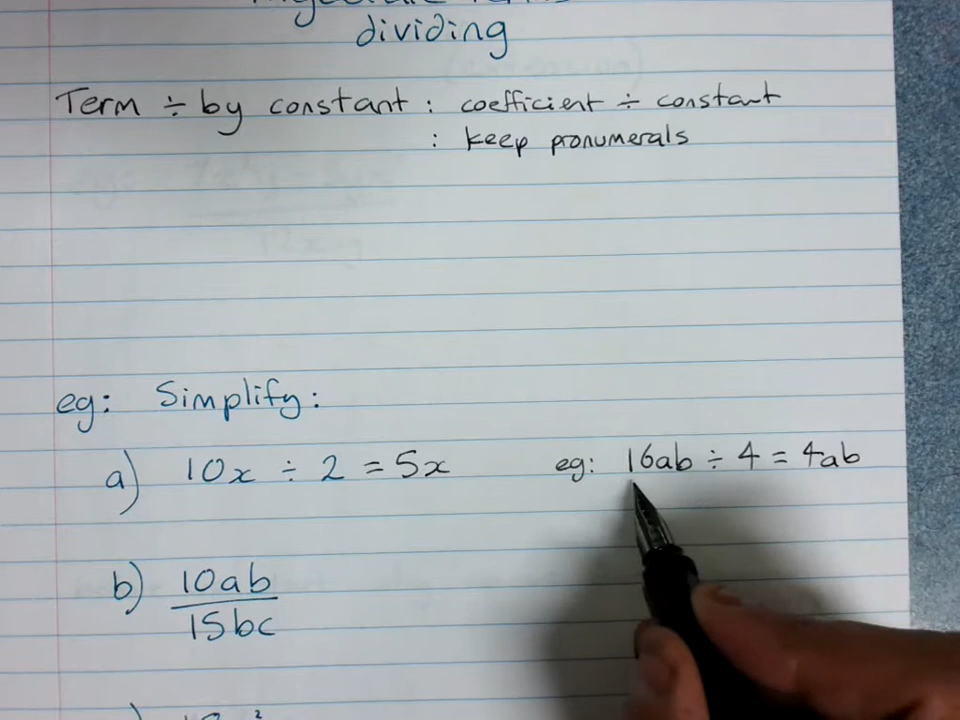 dividing
Term ÷ by constant : coefficient ÷ constant
: keep pronumerals
eg: Simplify:
a) 10x ÷ 2 = 5x eg: 16ab ÷ 4 = 4ab
b) 10ab
15bc